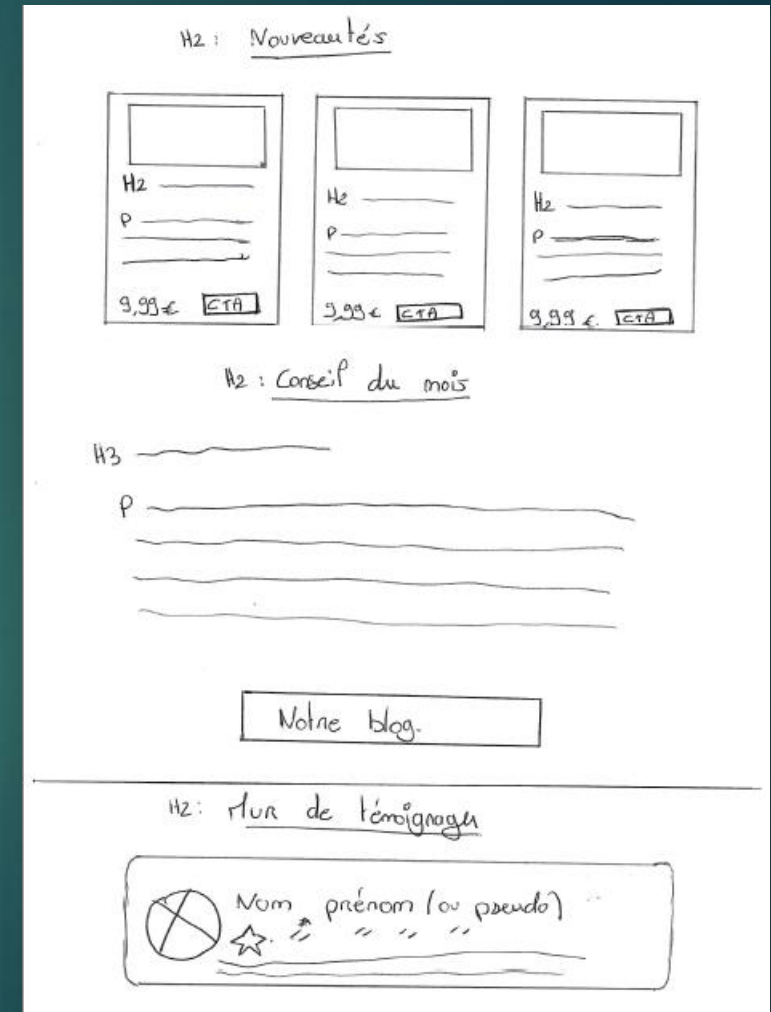 H2 : Nouveautés
H2
H2
H2
P
P
P
9,99 € CTA
9,99 € CTA
9,99 €. CTA
H2 : Conseil du mois
H3
P
Notre blog.
H2: Mur de témoignages
Nom prénom (ou pseudo)